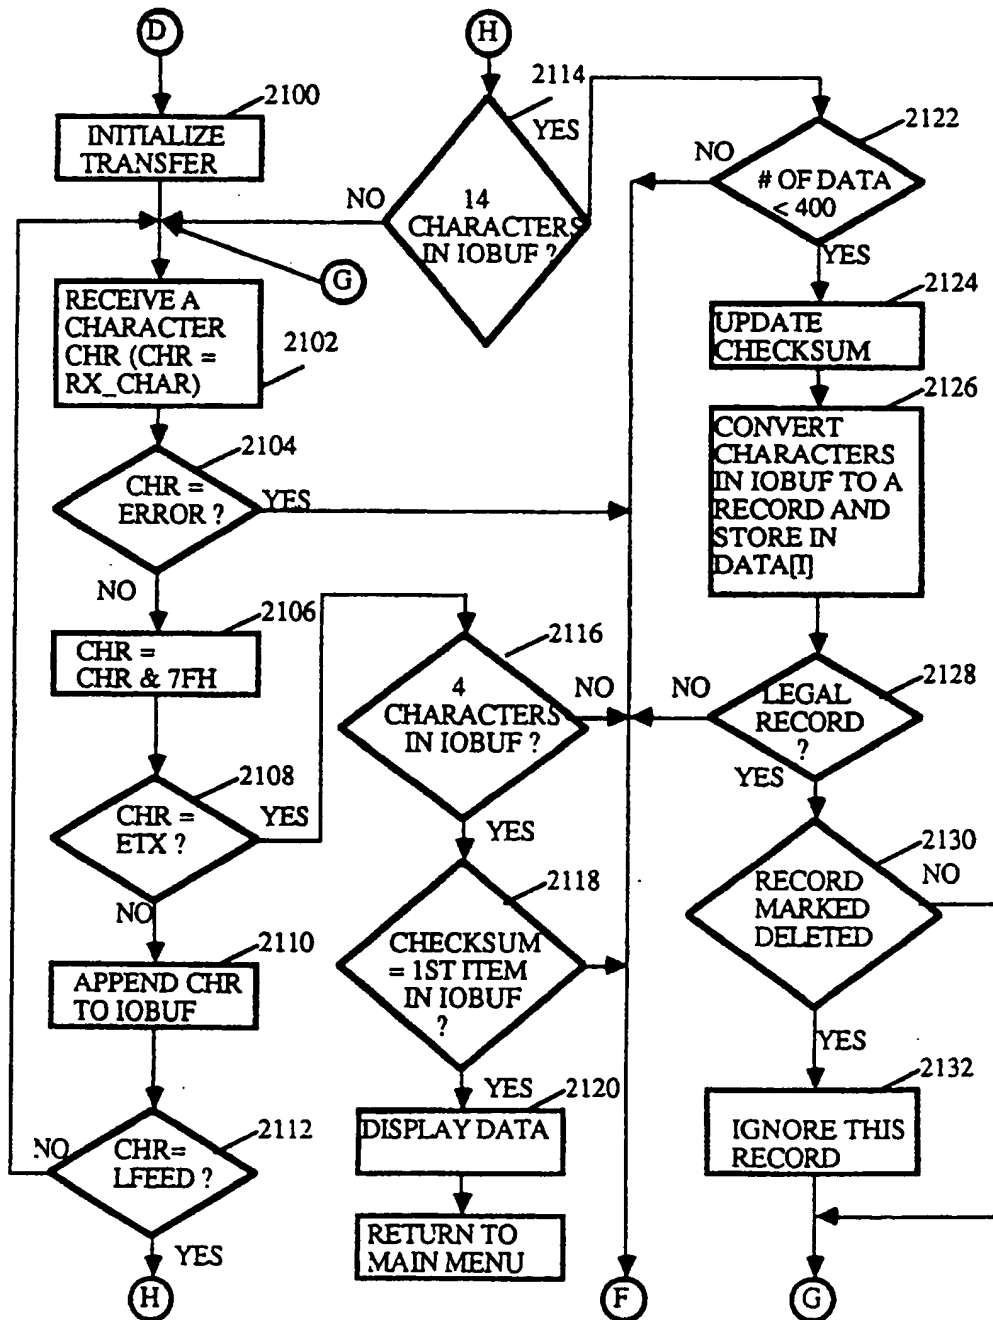 D
2100
INITIALIZE
TRANSFER
G
RECEIVE A
CHARACTER
CHR (CHR =
RX_CHAR)
2102
2104
CHR =
ERROR ?
YES
NO
2106
CHR =
CHR & 7FH
2108
CHR =
ETX ?
YES
NO
2110
APPEND CHR
TO IOBUF
2112
CHR=
LFEED ?
NO
YES
H
H
2114
YES
NO
14
CHARACTERS
IN IOBUF ?
2116
4
CHARACTERS
IN IOBUF ?
NO
YES
2118
CHECKSUM
= 1ST ITEM
IN IOBUF
?
YES
2120
DISPLAY DATA
RETURN TO
MAIN MENU
F
2122
NO
# OF DATA
< 400
YES
2124
UPDATE
CHECKSUM
2126
CONVERT
CHARACTERS
IN IOBUF TO A
RECORD AND
STORE IN
DATA[I]
2128
NO
LEGAL
RECORD
?
YES
2130
NO
RECORD
MARKED
DELETED
YES
2132
IGNORE THIS
RECORD
G